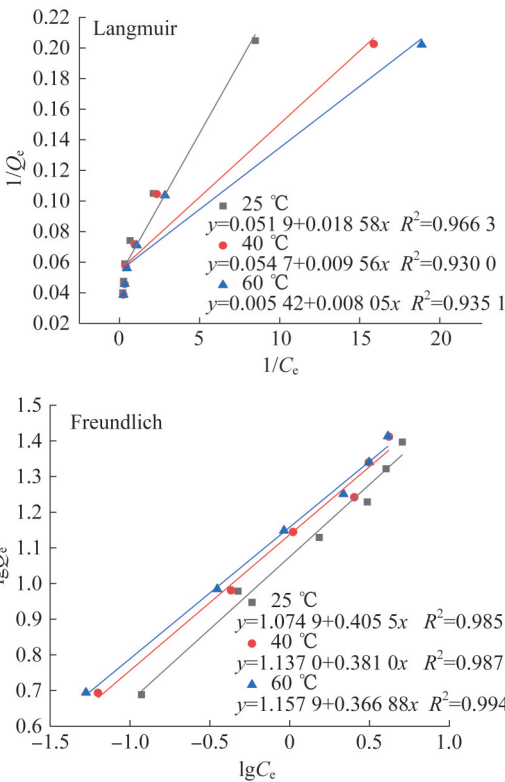 0.22
Langmuir
0.20
0.18
0.16
0.14
1/Qe
0.12
0.10
25 ℃
y=0.051 9+0.018 58x R²=0.966 3
0.08
40 ℃
y=0.054 7+0.009 56x R²=0.930 0
0.06
60 ℃
0.04
y=0.005 42+0.008 05x R²=0.935 1
0.02
0 5 10 15 20
1/Ce
1.5
Freundlich
1.4
1.3
1.2
1.1
1.0
lgQe
0.9
25 ℃
y=1.074 9+0.405 5x R²=0.985
0.8
40 ℃
y=1.137 0+0.381 0x R²=0.987
0.7
60 ℃
y=1.157 9+0.366 88x R²=0.994
0.6
−1.5 −1.0 −0.5 0 0.5 1.0
lgCe